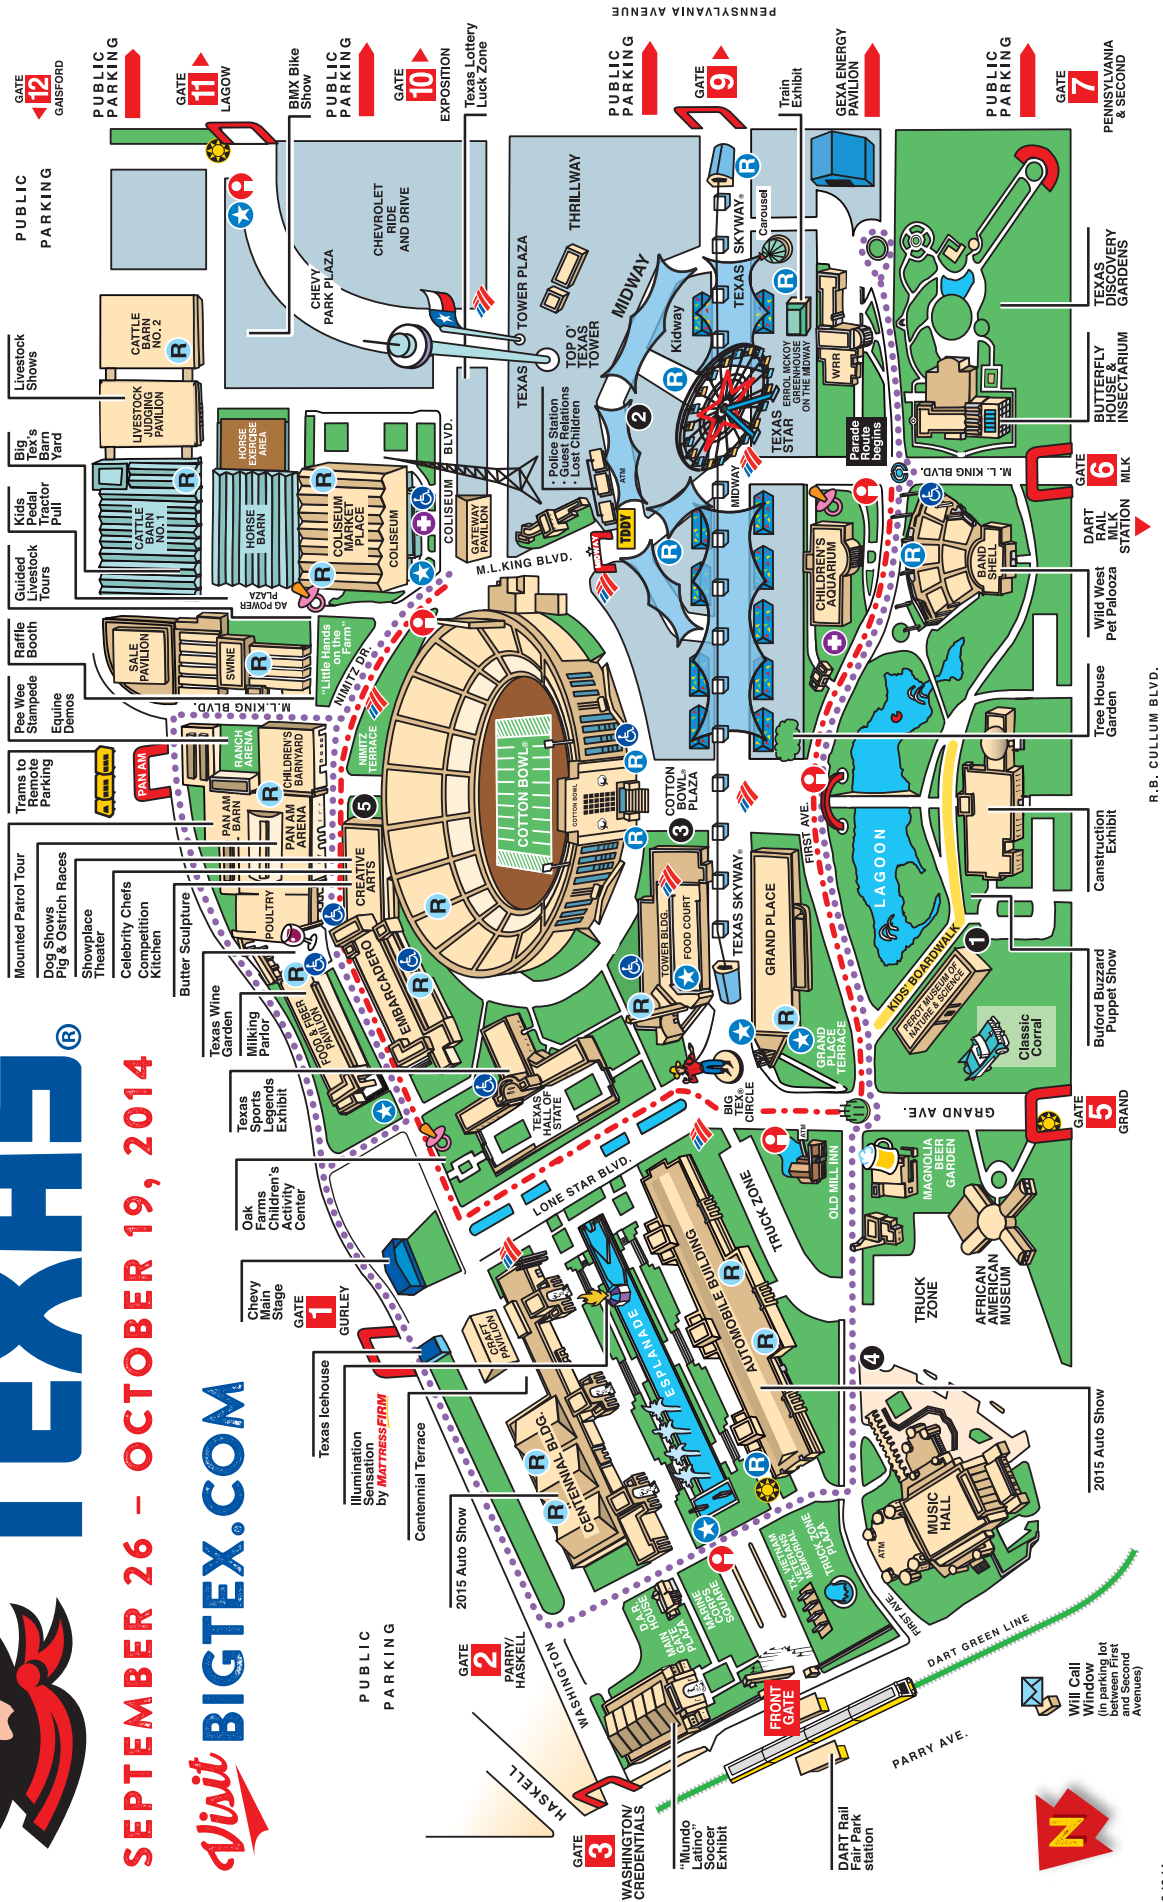 SEPTEMBER 26 – OCTOBER 19, 2014
Visit BIGTEX.COM
®
Mounted Patrol Tour
Dog Shows
Pig & Ostrich Races
Showplace
Theater
Celebrity Chefs
Competition
Kitchen
Butter Sculpture
Texas Wine
Garden
Milking
Parlor
Texas
Sports
Legends
Exhibit
Oak
Farms
Children's
Activity
Center
Chevy
Main
Stage
GATE
1
GURLEY
Texas Icehouse
Illumination
Sensation
by MATTRESSFIRM
Centennial Terrace
2015 Auto Show
PUBLIC
PARKING
GATE
2
PARRY/
HASKELL
WASHINGTON
HASKELL
GATE
3
WASHINGTON/
CREDENTIALS
"Mundo
Latino"
Soccer
Exhibit
DART Rail
Fair Park
station
PARRY AVE.
DART GREEN LINE
FIRST AVE.
Will Call
Window
(in parking lot
between First
and Second
Avenues)
N
Trams to
Remote
Parking
Pee Wee
Stampede
Equine
Demos
Raffle
Booth
Guided
Livestock
Tours
Kids
Pedal
Tractor
Pull
Big
Tex's
Barn
Yard
Livestock
Shows
PUBLIC
PARKING
GATE
12
GAISFORD
PUBLIC
PARKING
GATE
11
LAGOW
BMX Bike
Show
PUBLIC
PARKING
GATE
10
EXPOSITION
Texas Lottery
Luck Zone
PENNSYLVANIA AVENUE
PUBLIC
PARKING
GATE
9
Train
Exhibit
GEXA ENERGY
PAVILION
PUBLIC
PARKING
GATE
7
PENNSYLVANIA
& SECOND
TEXAS
DISCOVERY
GARDENS
BUTTERFLY
HOUSE &
INSECTARIUM
M. L. KING BLVD.
GATE
6
MLK
DART
RAIL
MLK
STATION
Wild West
Pet Palooza
Tree House
Garden
R.B. CULLUM BLVD.
Canstruction
Exhibit
Buford Buzzard
Puppet Show
GATE
5
GRAND
GRAND AVE.
2015 Auto Show
PAN AM
CATTLE
BARN
NO. 2
LIVESTOCK
JUDGING
PAVILION
CATTLE
BARN
NO. 1
HORSE
EXERCISE
AREA
HORSE
BARN
COLISEUM
MARKET
PLACE
COLISEUM
AG POWER
PLAZA
"Little Hands
on the
Farm"
SALE
PAVILION
SWINE
M.L.KING BLVD.
NIMITZ DR.
NIMITZ
TERRACE
RANCH
ARENA
CHILDREN'S
BARNYARD
PAN AM
BARN
PAN AM
ARENA
POULTRY
CREATIVE
ARTS
5
EMBARCADERO
FOOD & FIBER
PAVILION
CHEVY
PARK PLAZA
CHEVROLET
RIDE
AND DRIVE
COLISEUM BLVD.
GATEWAY
PAVILION
M.L.KING BLVD.
TEXAS TOWER PLAZA
TOP O'
TEXAS
TOWER
THRILLWAY
MIDWAY
· Police Station
· Guest Relations
· Lost Children
ATM
2
Kidway
TEXAS SKYWAY®
Carousel
TEXAS
STAR
ERROL MCKOY
GREENHOUSE
ON THE MIDWAY
WRR
Parade
Route
begins
MIDWAY
TDDY
MIDWAY
CHILDREN'S
AQUARIUM
BAND
SHELL
COTTON BOWL®
COTTON BOWL
COTTON
BOWL®
PLAZA
3
TOWER BLDG.
FOOD COURT
TEXAS SKYWAY®
GRAND PLACE
GRAND
PLACE
TERRACE
BIG
TEX®
CIRCLE
FIRST AVE.
LAGOON
KIDS' BOARDWALK
1
PEROT MUSEUM OF
NATURE & SCIENCE
Classic
Corral
TEXAS
HALL OF
STATE
LONE STAR BLVD.
CRAFT
PAVILION
CENTENNIAL BLDG.
ESPLANADE
AUTOMOBILE BUILDING
TRUCK ZONE
ATM
OLD MILL INN
MAGNOLIA
BEER
GARDEN
TRUCK
ZONE
AFRICAN
AMERICAN
MUSEUM
4
MUSIC
HALL
ATM
D.A.R.
HOUSE
MAIN
GATE
PLAZA
MARINE
CORPS
SQUARE
TX. VIETNAM
VETERANS
MEMORIAL
TRUCK ZONE
PLAZA
FRONT
GATE